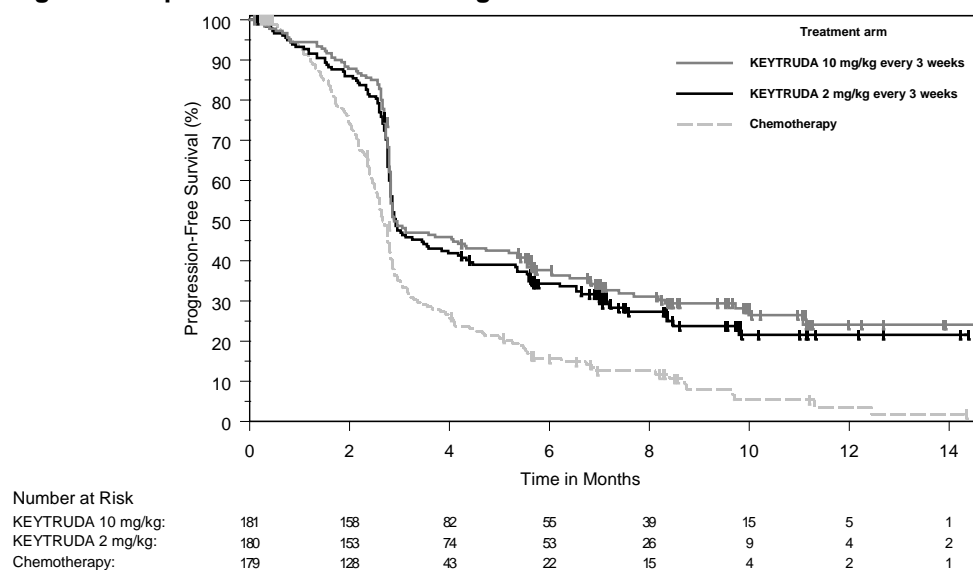 Treatment arm
KEYTRUDA 10 mg/kg every 3 weeks
KEYTRUDA 2 mg/kg every 3 weeks
Chemotherapy
Progression-Free Survival (%)
100
90
80
70
60
50
40
30
20
10
0
0 2 4 6 8 10 12 14
Time in Months
Number at Risk
KEYTRUDA 10 mg/kg: 181 158 82 55 39 15 5 1
KEYTRUDA 2 mg/kg: 180 153 74 53 26 9 4 2
Chemotherapy: 179 128 43 22 15 4 2 1